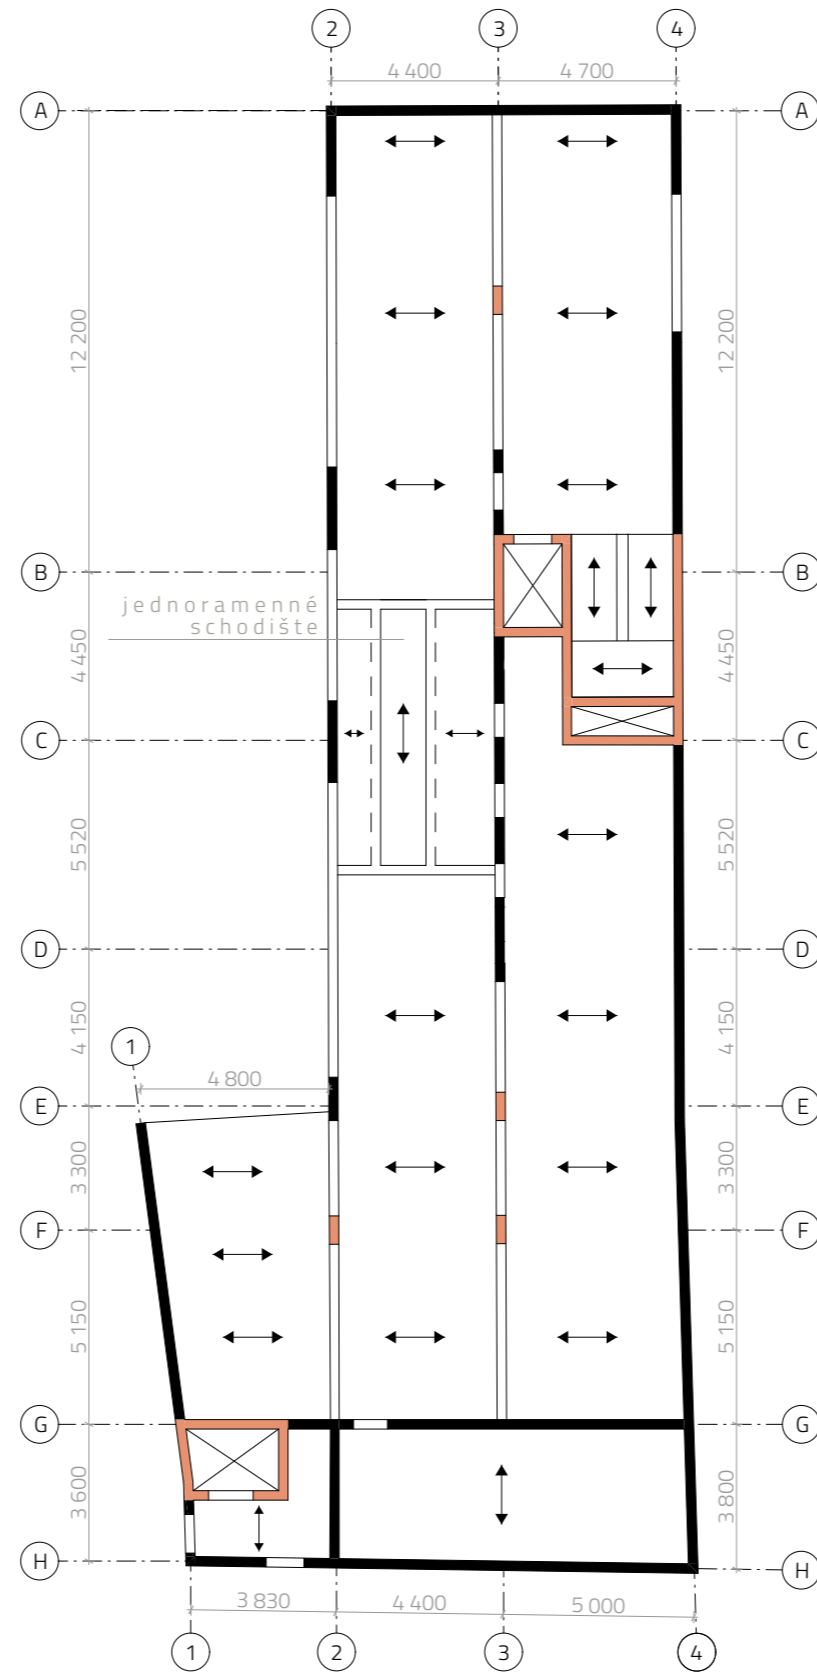 2 3 4
4 400 4 700
A A
12 200 12 200
B B
jednoramenné
schodište
4 450 4 450
C C
5 520 5 520
D D
4 150 4 150
1
4 800
E E
3 300 3 300
F F
5 150 5 150
G G
3 600 3 800
H H
3 830 4 400 5 000
1 2 3 4